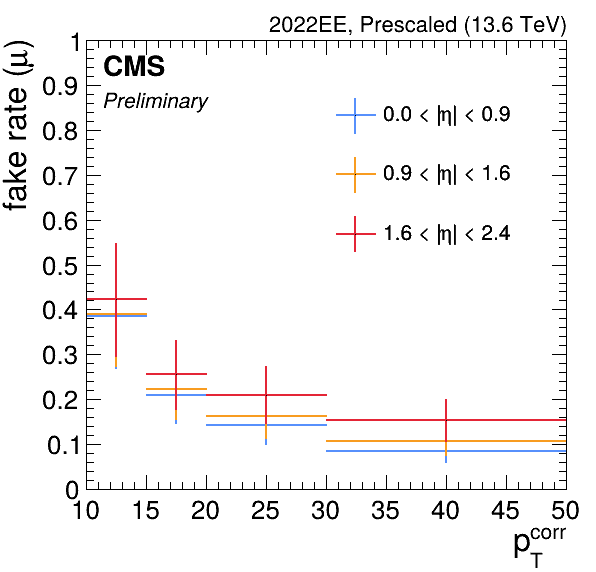 2022EE, Prescaled (13.6 TeV)
fake rate (μ)
CMS
Preliminary
0.0 < |η| < 0.9
0.9 < |η| < 1.6
1.6 < |η| < 2.4
1
0.9
0.8
0.7
0.6
0.5
0.4
0.3
0.2
0.1
0
10 15 20 25 30 35 40 45 50
p_T^corr